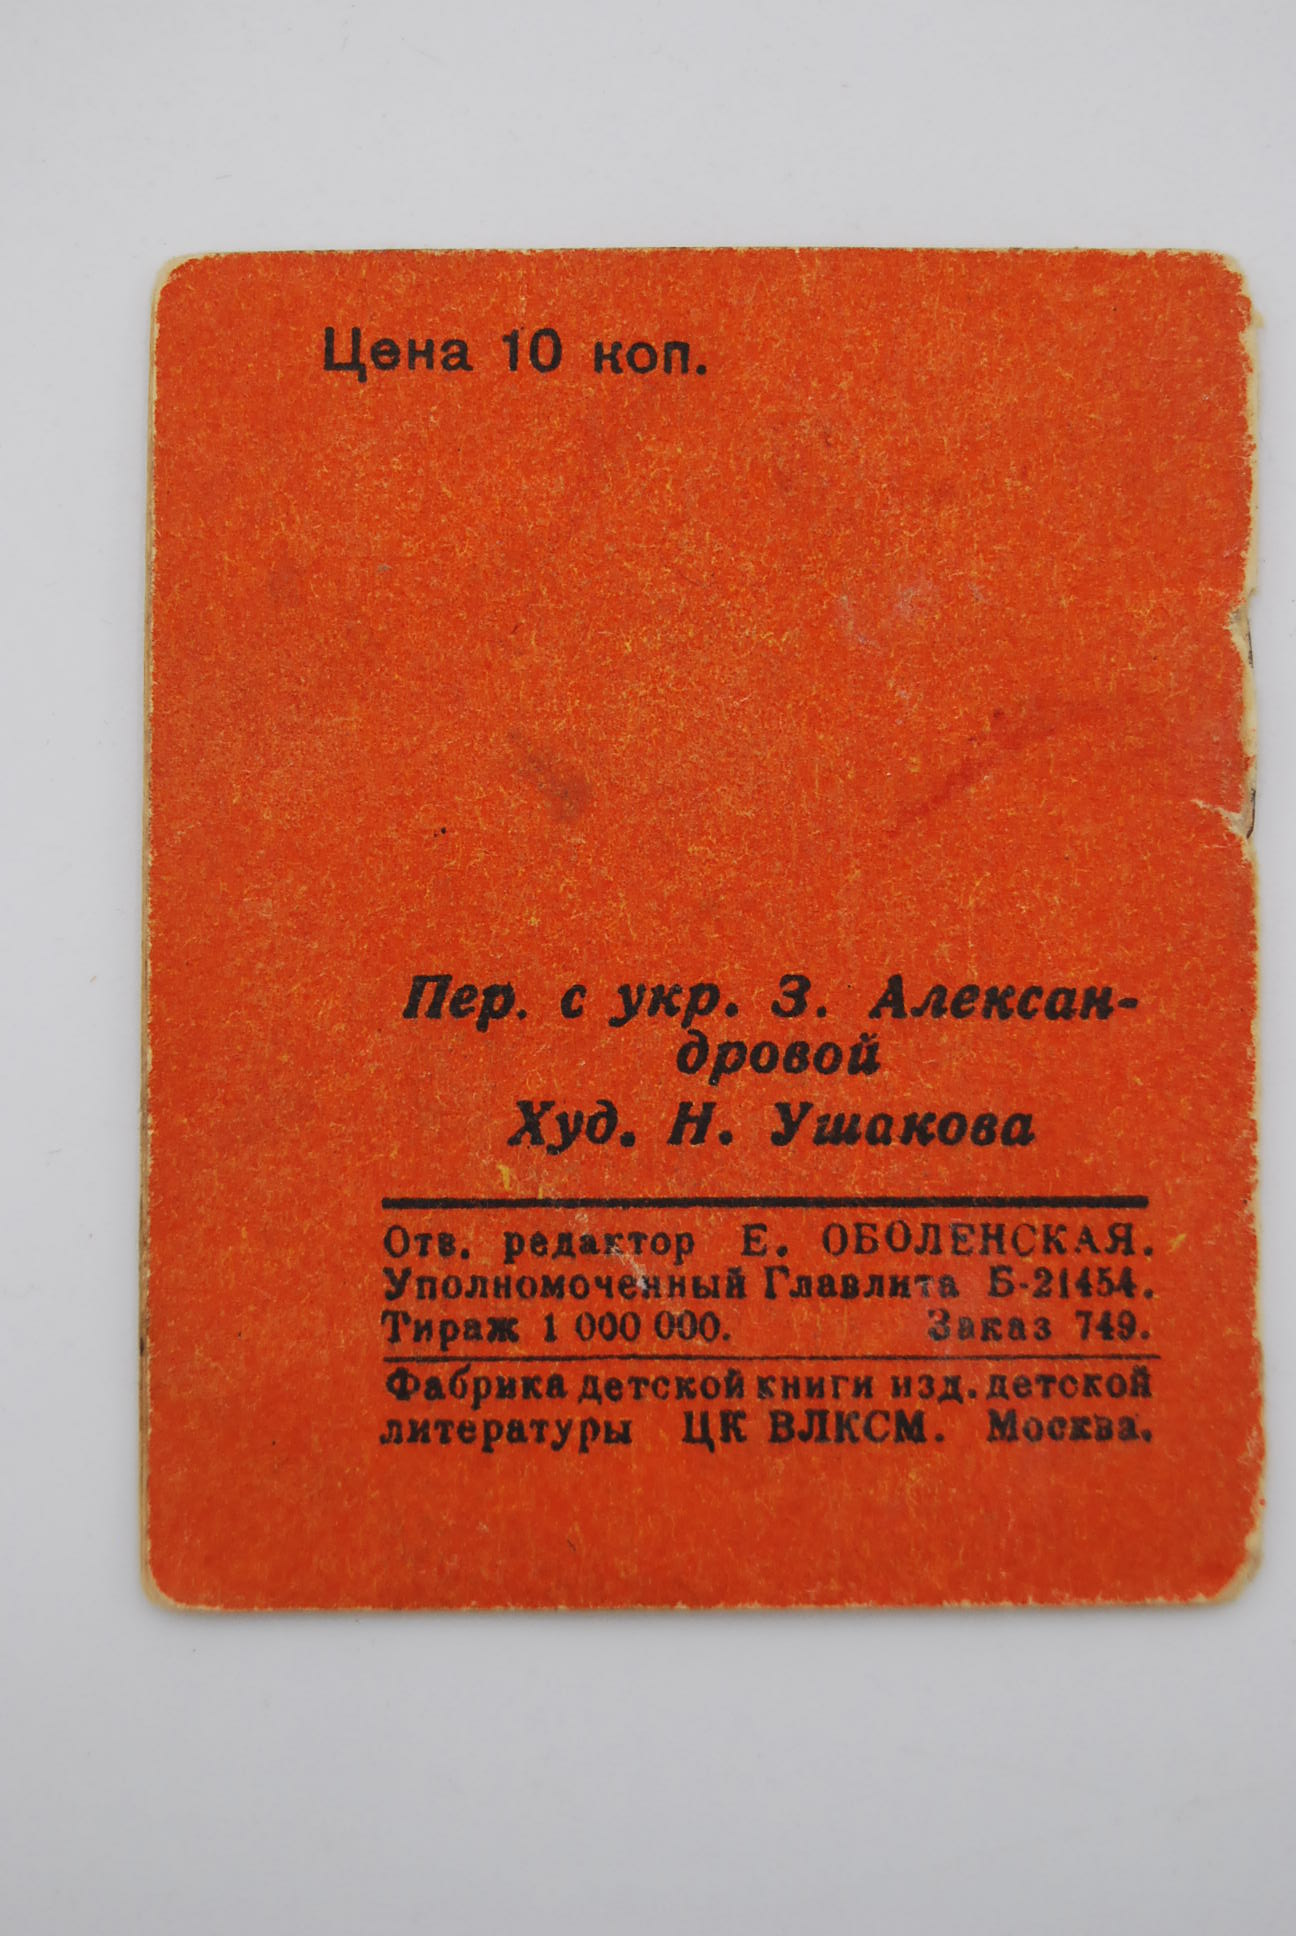 Цена 10 коп.
Пер. с укр. З. Алексан-
дровой
Худ. Н. Ушакова
Отв. редактор Е. ОБОЛЕНСКАЯ.
Уполномоченный Главлита Б-21454.
Тираж 1 000 000. Заказ 749.
Фабрика детской книги изд. детской
литературы ЦК ВЛКСМ. Москва.